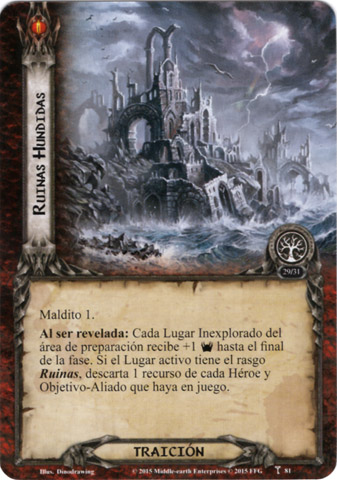 RUINAS HUNDIDAS
29/31
Maldito 1.
Al ser revelada: Cada Lugar Inexplorado del
área de preparación recibe +1 hasta el final
de la fase. Si el Lugar activo tiene el rasgo
Ruinas, descarta 1 recurso de cada Héroe y
Objetivo-Aliado que haya en juego.
TRAICIÓN
Illus. Dinodrawing © 2015 Middle-earth Enterprises © 2015 FFG 81